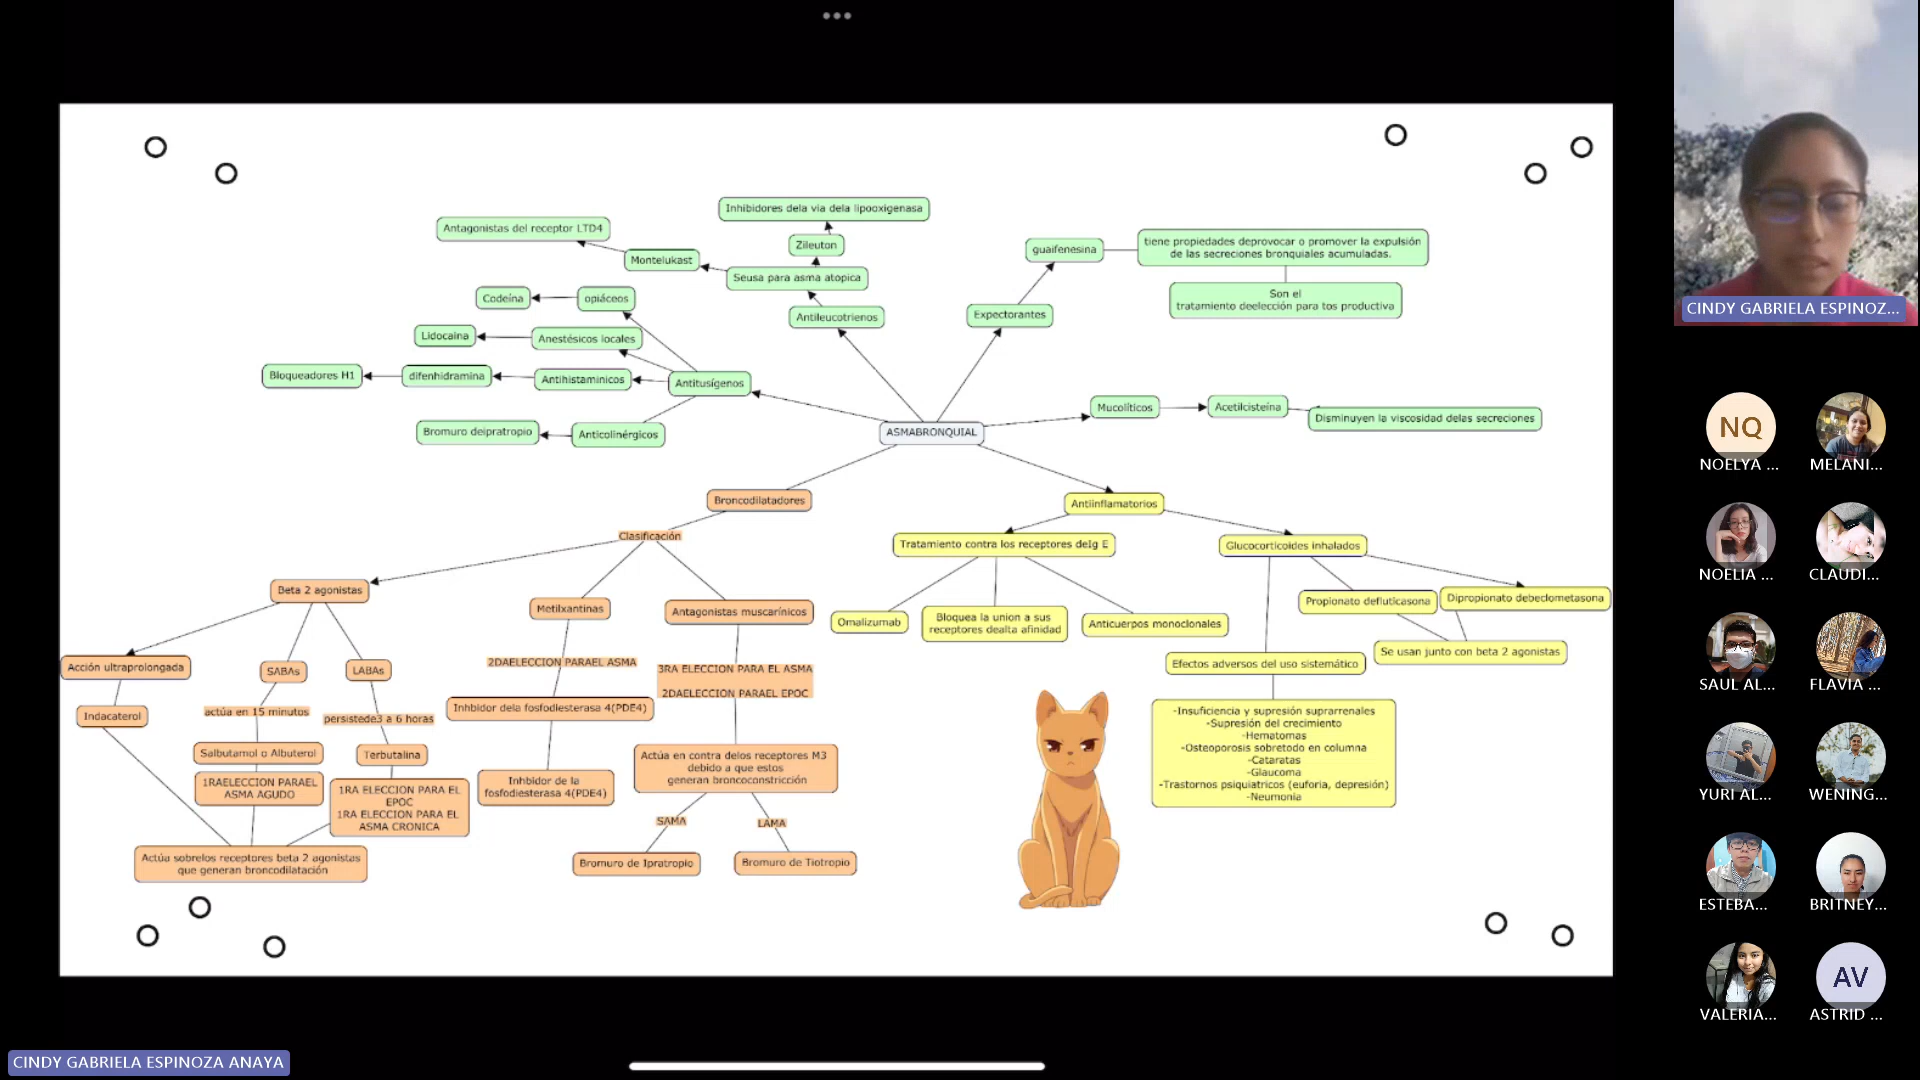 Inhibidores dela via dela lipooxigenasa
Antagonistas del receptor LTD4
Zileuton
Montelukast
Seusa para asma atopica
Antileucotrienos
guaifenesina
tiene propiedades deprovocar o promover la expulsión
de las secreciones bronquiales acumuladas.
Son el
tratamiento deelección para tos productiva
Expectorantes
Codeína
opiáceos
Lidocaina
Anestésicos locales
Bloqueadores H1
difenhidramina
Antihistaminicos
Antitusígenos
Bromuro deipratropio
Anticolinérgicos
Mucolíticos
Acetilcisteína
Disminuyen la viscosidad delas secreciones
ASMABRONQUIAL
Broncodilatadores
Clasificación
Beta 2 agonistas
Metilxantinas
Antagonistas muscarínicos
Acción ultraprolongada
SABAs
LABAs
2DAELECCION PARAEL ASMA
3RA ELECCION PARA EL ASMA
2DAELECCION PARAEL EPOC
Indacaterol
actúa en 15 minutos
persistede3 a 6 horas
Inhbidor dela fosfodiesterasa 4(PDE4)
Salbutamol o Albuterol
Terbutalina
1RAELECCION PARAEL
ASMA AGUDO
1RA ELECCION PARA EL
EPOC
1RA ELECCION PARA EL
ASMA CRONICA
Inhbidor de la
fosfodiesterasa 4(PDE4)
Actúa en contra delos receptores M3
debido a que estos
generan broncoconstricción
SAMA
LAMA
Bromuro de Ipratropio
Bromuro de Tiotropio
Actúa sobrelos receptores beta 2 agonistas
que generan broncodilatación
Antiinflamatorios
Tratamiento contra los receptores deIg E
Glucocorticoides inhalados
Omalizumab
Bloquea la union a sus
receptores dealta afinidad
Anticuerpos monoclonales
Propionato defluticasona
Dipropionato debeclometasona
Se usan junto con beta 2 agonistas
Efectos adversos del uso sistemático
-Insuficiencia y supresión suprarrenales
-Supresión del crecimiento
-Hematomas
-Osteoporosis sobretodo en columna
-Cataratas
-Glaucoma
-Trastornos psiquiatricos (euforia, depresión)
-Neumonia
CINDY GABRIELA ESPINOZ...
NQ
NOELYA ...
MELANI...
NOELIA ...
CLAUDI...
SAUL AL...
FLAVIA ...
YURI AL...
WENING...
ESTEBA...
BRITNEY...
VALERIA...
AV
ASTRID ...
CINDY GABRIELA ESPINOZA ANAYA